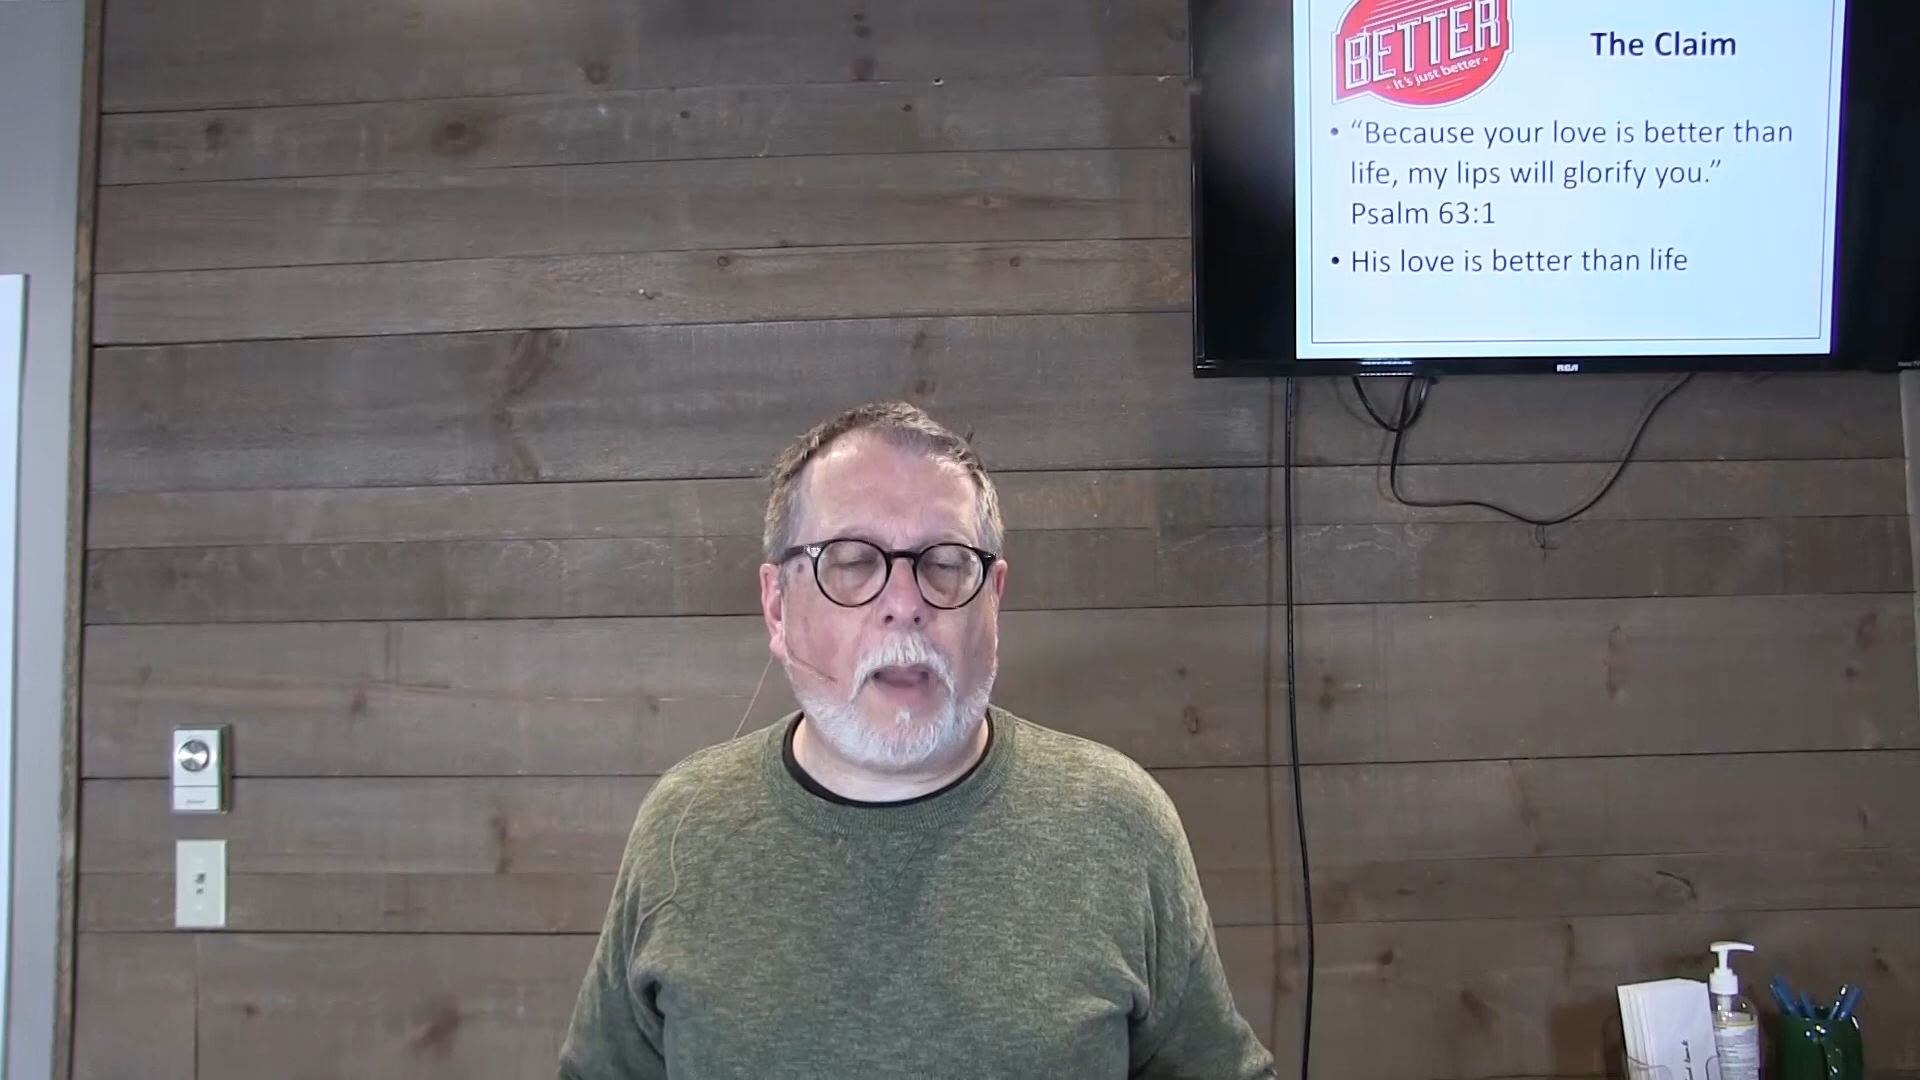 BETTER
• it's just better •
The Claim
• “Because your love is better than
life, my lips will glorify you.”
Psalm 63:1
• His love is better than life
RCA